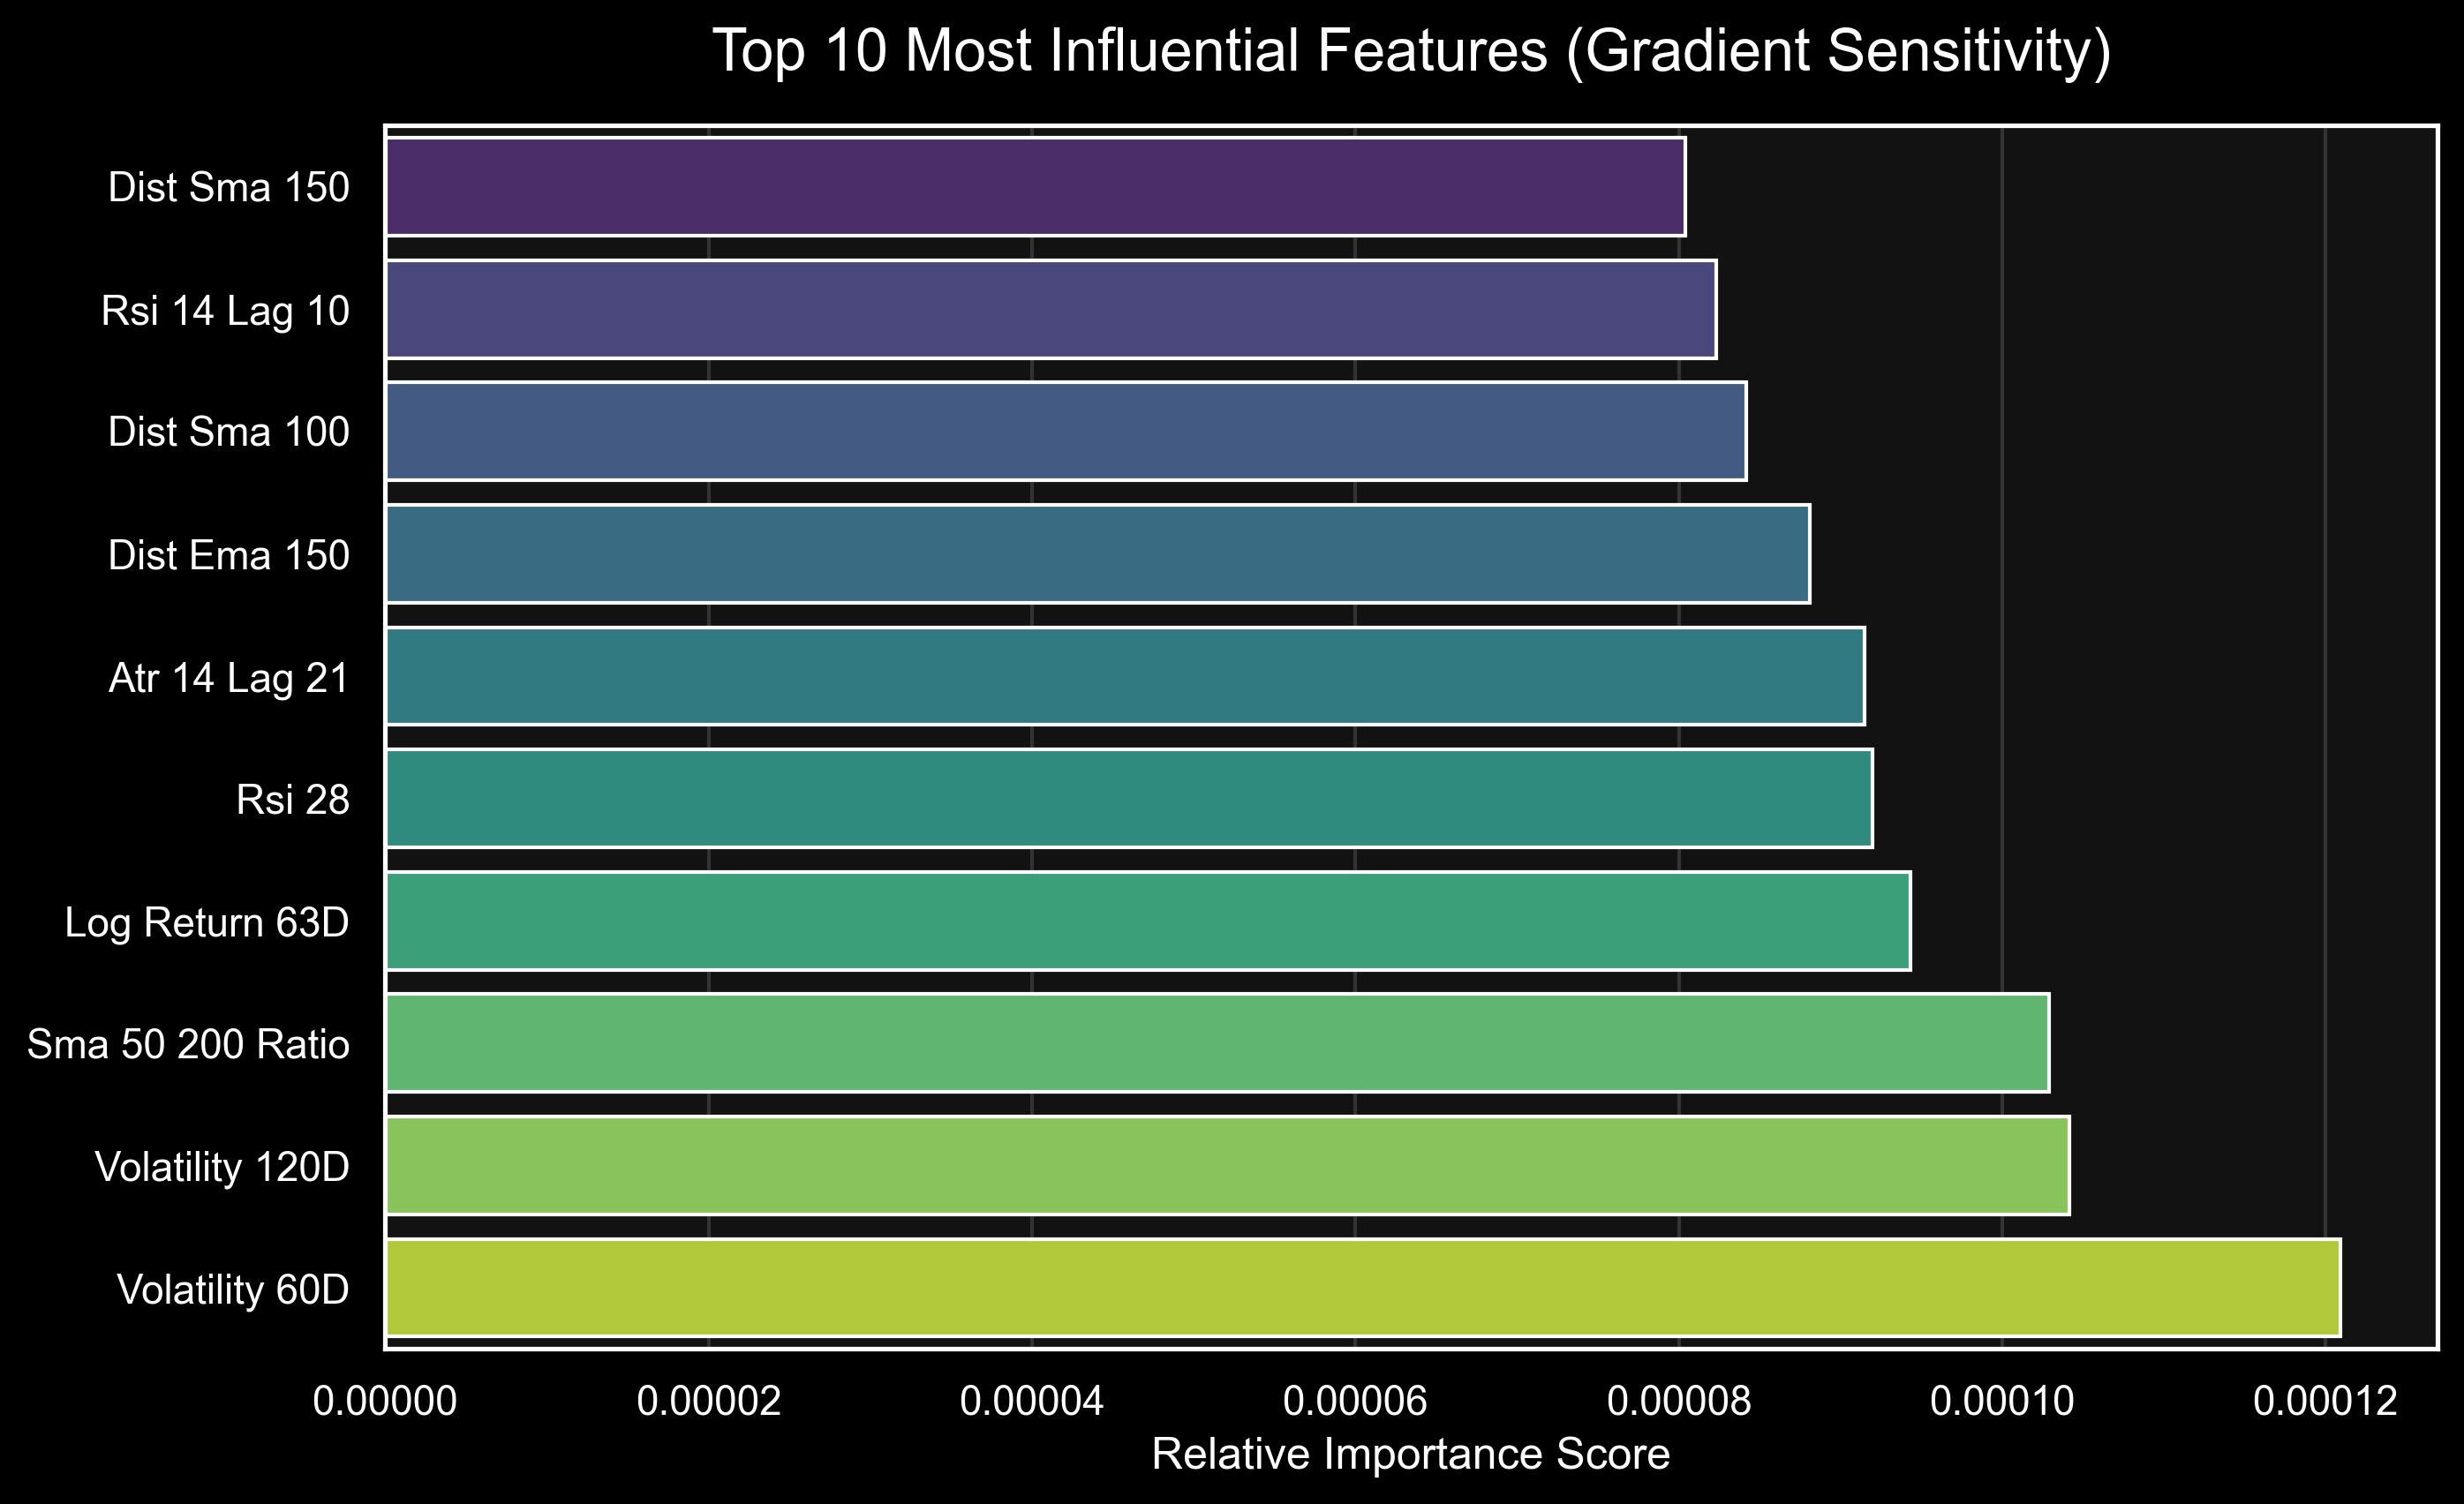 Top 10 Most Influential Features (Gradient Sensitivity)
Dist Sma 150
Rsi 14 Lag 10
Dist Sma 100
Dist Ema 150
Atr 14 Lag 21
Rsi 28
Log Return 63D
Sma 50 200 Ratio
Volatility 120D
Volatility 60D
0.00000 0.00002 0.00004 0.00006 0.00008 0.00010 0.00012
Relative Importance Score